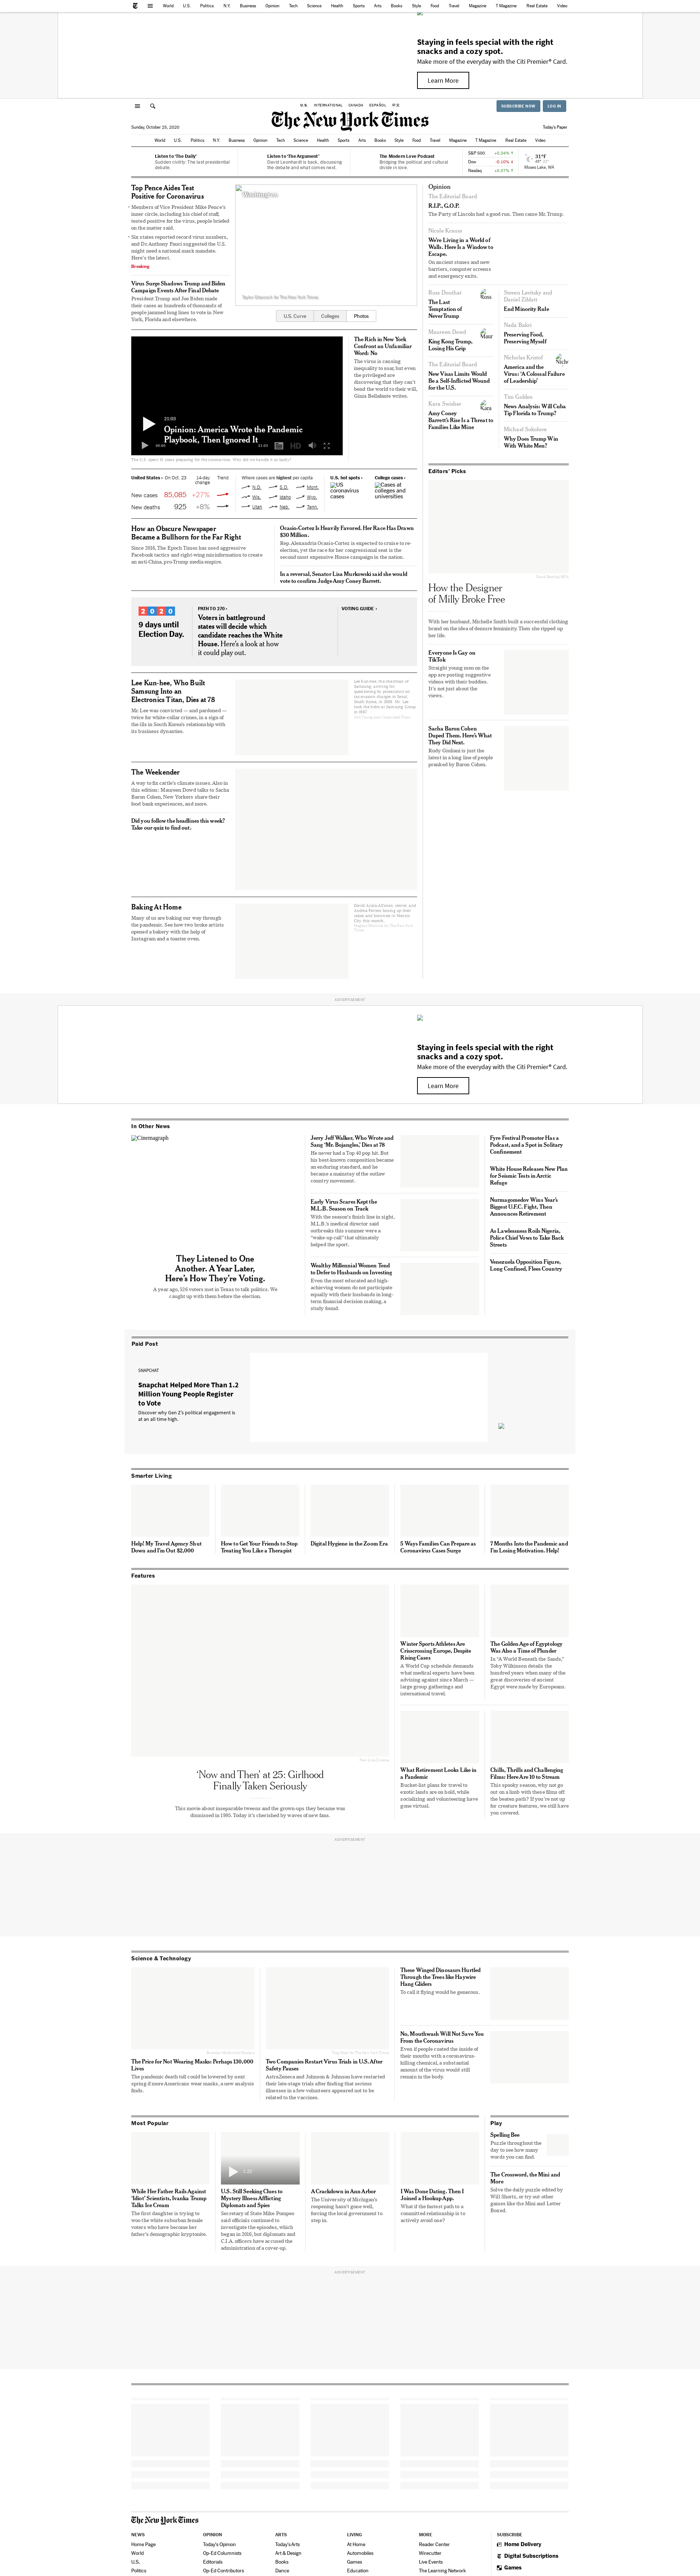 World U.S. Politics N.Y. Business Opinion Tech Science Health Sports Arts Books Style Food Travel Magazine T Magazine Real Estate Video
Staying in feels special with the right
snacks and a cozy spot.
Make more of the everyday with the Citi Premier® Card.
Learn More
U.S. INTERNATIONAL CANADA ESPAÑOL 中文
SUBSCRIBE NOW LOG IN
The New York Times
Sunday, October 25, 2020
Today's Paper
World U.S. Politics N.Y. Business Opinion Tech Science Health Sports Arts Books Style Food Travel Magazine T Magazine Real Estate Video
Listen to 'The Daily'
Sudden civility: The last presidential
debate.
Listen to 'The Argument'
David Leonhardt is back, discussing
the debate and what comes next.
The Modern Love Podcast
Bridging the political and cultural
divide in love.
S&P 500 +0.34% ↑
Dow -0.10% ↓
Nasdaq +0.37% ↑
31°F
Moses Lake, WA
Top Pence Aides Test
Positive for Coronavirus
Members of Vice President Mike Pence's
inner circle, including his chief of staff,
tested positive for the virus, people briefed
on the matter said.
Six states reported record virus numbers,
and Dr. Anthony Fauci suggested the U.S.
might need a national mask mandate.
Here's the latest.
Breaking
Virus Surge Shadows Trump and Biden
Campaign Events After Final Debate
President Trump and Joe Biden made
their cases as hundreds of thousands of
people jammed long lines to vote in New
York, Florida and elsewhere.
Washington
Taylor Glascock for The New York Times
U.S. Curve Colleges Photos
21:03
Opinion: America Wrote the Pandemic
Playbook, Then Ignored It
00:00 21:03 HD
The U.S. spent 15 years preparing for the coronavirus. Why did we handle it so badly?
The Rich in New York
Confront an Unfamiliar
Word: No
The virus is causing
inequality to soar, but even
the privileged are
discovering that they can't
bend the world to their will,
Ginia Bellafante writes.
United States › On Oct. 23 14-day
change Trend
New cases 85,085 +27%
New deaths 925 +8%
Where cases are highest per capita
N.D. S.D. Mont.
Wis. Idaho Wyo.
Utah Neb. Tenn.
U.S. hot spots ›
US
coronavirus
cases
College cases ›
Cases at
colleges and
universities
How an Obscure Newspaper
Became a Bullhorn for the Far Right
Since 2016, The Epoch Times has used aggressive
Facebook tactics and right-wing misinformation to create
an anti-China, pro-Trump media empire.
Ocasio-Cortez Is Heavily Favored. Her Race Has Drawn
$30 Million.
Rep. Alexandria Ocasio-Cortez is expected to cruise to re-
election, yet the race for her congressional seat is the
second most expensive House campaign in the nation.
In a reversal, Senator Lisa Murkowski said she would
vote to confirm Judge Amy Coney Barrett.
2020
9 days until
Election Day.
PATH TO 270 ›
Voters in battleground
states will decide which
candidate reaches the White
House. Here's a look at how
it could play out.
VOTING GUIDE ›
Lee Kun-hee, Who Built
Samsung Into an
Electronics Titan, Dies at 78
Mr. Lee was convicted — and pardoned —
twice for white-collar crimes, in a sign of
the ills in South Korea's relationship with
its business dynasties.
Lee Kun-hee, the chairman of
Samsung, arriving for
questioning by prosecutors on
tax evasion charges in Seoul,
South Korea, in 2008. Mr. Lee
took the helm of Samsung Group
in 1987.
The Weekender
A way to fix cattle's climate issues. Also in
this edition: Maureen Dowd talks to Sacha
Baron Cohen, New Yorkers share their
food bank experiences, and more.
Did you follow the headlines this week?
Take our quiz to find out.
Baking At Home
Many of us are baking our way through
the pandemic. See how two broke artists
opened a bakery with the help of
Instagram and a toaster oven.
Opinion
The Editorial Board
R.I.P., G.O.P.
The Party of Lincoln had a good run. Then came Mr. Trump.
Nicole Krauss
We're Living in a World of
Walls. Here Is a Window to
Escape.
On ancient stones and new
barriers, computer screens
and emergency exits.
Ross Douthat
The Last
Temptation of
NeverTrump
Maureen Dowd
King Kong Trump,
Losing His Grip
The Editorial Board
New Visa Limits Would
Be a Self-Inflicted Wound
for the U.S.
Kara Swisher
Amy Coney
Barrett's Rise Is a Threat to
Families Like Mine
Steven Levitsky and
Daniel Ziblatt
End Minority Rule
Nada Bakri
Preserving Food,
Preserving Myself
Nicholas Kristof
America and the
Virus: 'A Colossal Failure
of Leadership'
Tim Golden
News Analysis: Will Cuba
Tip Florida to Trump?
Michael Sokolove
Why Does Trump Win
With White Men?
Editors' Picks
How the Designer
of Milly Broke Free
With her husband, Michelle Smith built a successful clothing
brand on the idea of demure femininity. Then she ripped up
her life.
Everyone Is Gay on
TikTok
Straight young men on the
app are posting suggestive
videos with their buddies.
It's not just about the
views.
Sacha Baron Cohen
Duped Them. Here's What
They Did Next.
Rudy Giuliani is just the
latest in a long line of people
pranked by Baron Cohen.
ADVERTISEMENT
Staying in feels special with the right
snacks and a cozy spot.
Make more of the everyday with the Citi Premier® Card.
Learn More
In Other News
Cinemagraph
They Listened to One
Another. A Year Later,
Here's How They're Voting.
A year ago, 526 voters met in Texas to talk politics. We
caught up with them before the election.
Jerry Jeff Walker, Who Wrote and
Sang 'Mr. Bojangles,' Dies at 78
He never had a Top 40 pop hit. But
his best-known composition became
an enduring standard, and he
became a mainstay of the outlaw
country movement.
Early Virus Scares Kept the
M.L.B. Season on Track
With the season's finish line in sight,
M.L.B.'s medical director said
outbreaks this summer were a
"wake-up call" that ultimately
helped the sport.
Wealthy Millennial Women Tend
to Defer to Husbands on Investing
Even the most educated and high-
achieving women do not participate
equally with their husbands in long-
term financial decision making, a
study found.
Fyre Festival Promoter Has a
Podcast, and a Spot in Solitary
Confinement
White House Releases New Plan
for Seismic Tests in Arctic
Refuge
Nurmagomedov Wins Year's
Biggest U.F.C. Fight, Then
Announces Retirement
As Lawlessness Roils Nigeria,
Police Chief Vows to Take Back
Streets
Venezuela Opposition Figure,
Long Confined, Flees Country
Paid Post
SNAPCHAT
Snapchat Helped More Than 1.2
Million Young People Register
to Vote
Discover why Gen Z's political engagement is
at an all time high.
Smarter Living
Help! My Travel Agency Shut
Down and I'm Out $2,000
How to Get Your Friends to Stop
Treating You Like a Therapist
Digital Hygiene in the Zoom Era
5 Ways Families Can Prepare as
Coronavirus Cases Surge
7 Months Into the Pandemic and
I'm Losing Motivation. Help!
Features
New Line Cinema
'Now and Then' at 25: Girlhood
Finally Taken Seriously
This movie about inseparable tweens and the grown ups they became was
dismissed in 1995. Today it's cherished by waves of new fans.
Winter Sports Athletes Are
Crisscrossing Europe, Despite
Rising Cases
A World Cup schedule demands
what medical experts have been
advising against since March —
large group gatherings and
international travel.
The Golden Age of Egyptology
Was Also a Time of Plunder
In "A World Beneath the Sands,"
Toby Wilkinson details the
hundred years when many of the
great discoveries of ancient
Egypt were made by Europeans.
What Retirement Looks Like in
a Pandemic
Bucket-list plans for travel to
exotic lands are on hold, while
socializing and volunteering have
gone virtual.
Chills, Thrills and Challenging
Films: Here Are 10 to Stream
This spooky season, why not go
out on a limb with these films off
the beaten path? If you're up for
for creative features, we still have
you covered.
ADVERTISEMENT
Science & Technology
The Price for Not Wearing Masks: Perhaps 130,000
Lives
The pandemic death toll could be lowered by next
spring if more Americans wear masks, a new analysis
finds.
Two Companies Restart Virus Trials in U.S. After
Safety Pauses
AstraZeneca and Johnson & Johnson have restarted
their late-stage trials after finding that serious
illnesses in a few volunteers appeared not to be
related to the vaccines.
These Winged Dinosaurs Hurtled
Through the Trees like Haywire
Hang Gliders
To call it flying would be generous.
No, Mouthwash Will Not Save You
From the Coronavirus
Even if people coated the inside of
their mouths with a coronavirus-
killing chemical, a substantial
amount of the virus would still
remain in the body.
Most Popular
While Her Father Rails Against
'Idiot' Scientists, Ivanka Trump
Talks Ice Cream
The first daughter is trying to
woo the white suburban female
voters who have become her
father's demographic kryptonite.
1:22
U.S. Still Seeking Clues to
Mystery Illness Afflicting
Diplomats and Spies
Secretary of State Mike Pompeo
said officials continued to
investigate the episodes, which
began in 2016, but diplomats and
C.I.A. officers have accused the
administration of a cover-up.
A Crackdown in Ann Arbor
The University of Michigan's
reopening hasn't gone well,
forcing the local government to
step in.
I Was Done Dating. Then I
Joined a Hookup App.
What if the fastest path to a
committed relationship is to
actively avoid one?
Play
Spelling Bee
Puzzle throughout the
day to see how many
words you can find.
The Crossword, the Mini and
More
Solve the daily puzzle edited by
Will Shortz, or try out other
games like the Mini and Letter
Boxed.
ADVERTISEMENT
The New York Times
NEWS OPINION ARTS LIVING MORE SUBSCRIBE
Home Page Today's Opinion Today's Arts At Home Reader Center Home Delivery
World Op-Ed Columnists Art & Design Automobiles Wirecutter Digital Subscriptions
U.S. Editorials Books Games Live Events Games
Politics Op-Ed Contributors Dance Education The Learning Network